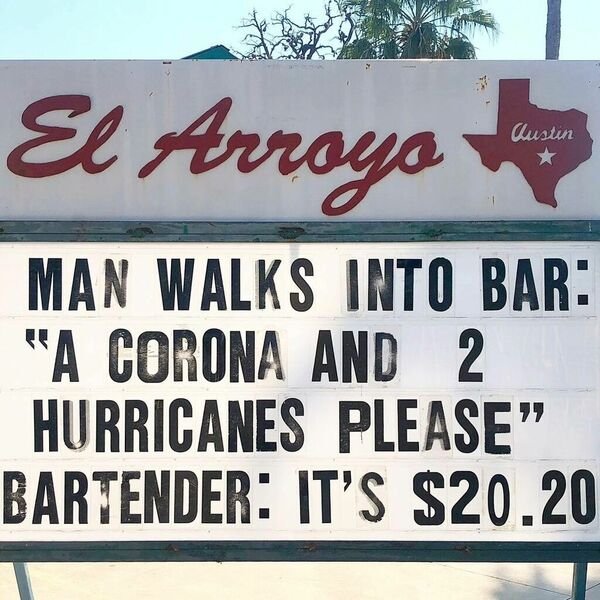 El Arroyo
Austin
MAN WALKS INTO BAR:
"A CORONA AND 2
HURRICANES PLEASE"
BARTENDER: IT'S $20.20